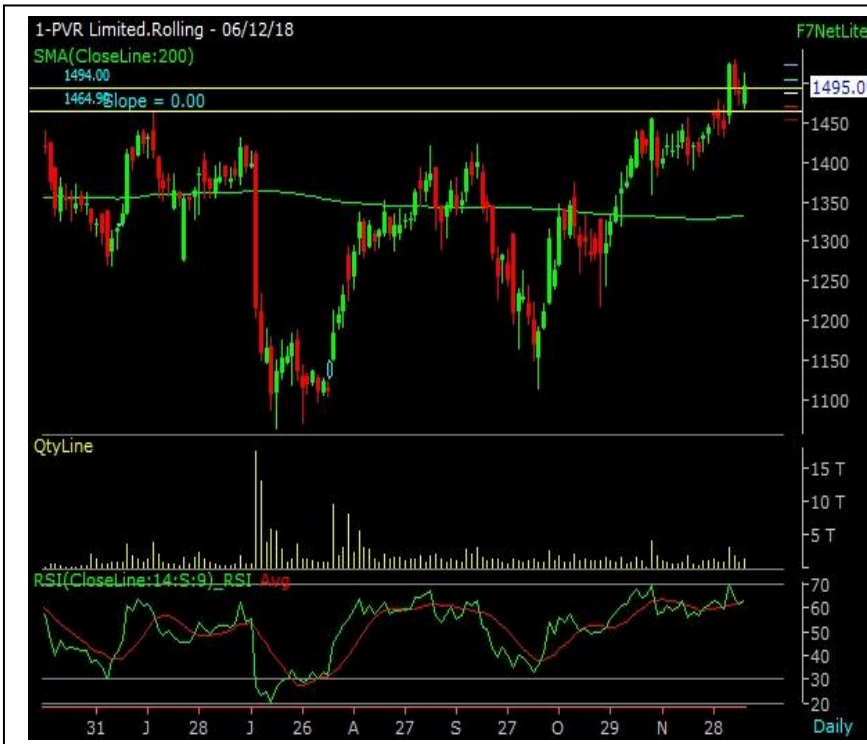 1-PVR Limited.Rolling - 06/12/18
F7NetLite
SMA(CloseLine:200)
1494.00
1464.90
Slope = 0.00
1495.0
1450
1400
1350
1300
1250
1200
1150
1100
QtyLine
15 T
10 T
5 T
RSI(CloseLine:14:S:9)_RSI Avg
70
60
50
40
30
20
31 J 28 J 26 A 27 S 27 O 29 N 28 Daily